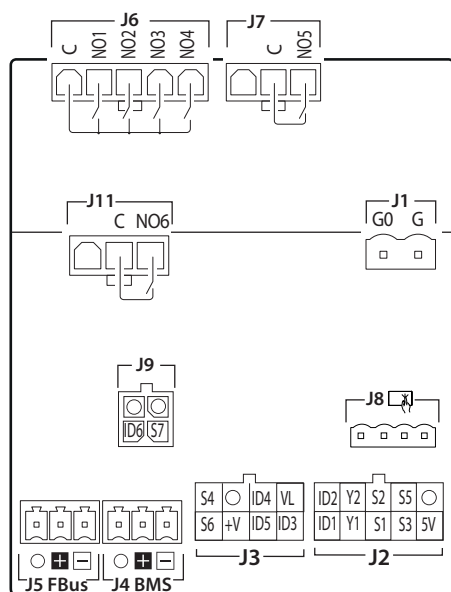 J6 J7
C NO1 NO2 NO3 NO4 C NO5
J11 J1
C NO6 G0 G
J9
ID6 S7
J8
S4 ID4 VL ID2 Y2 S2 S5
S6 +V ID5 ID3 ID1 Y1 S1 S3 5V
J3 J2
+ − + −
J5 FBus J4 BMS